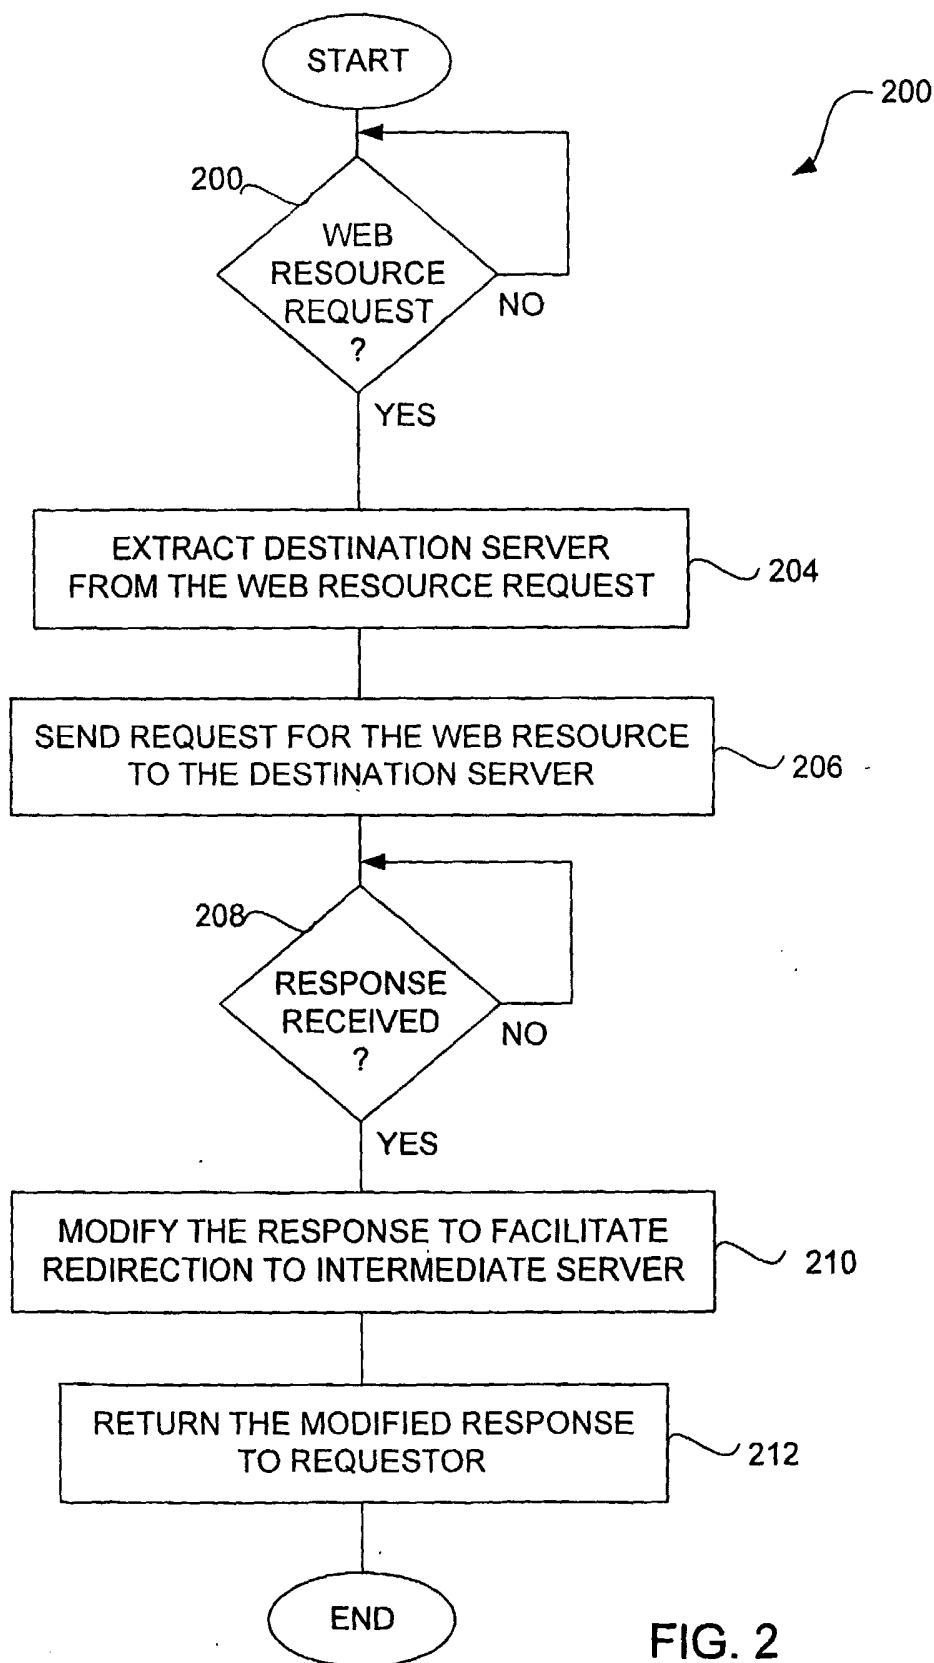 START
200
200
WEB
RESOURCE
REQUEST
?
NO
YES
EXTRACT DESTINATION SERVER
FROM THE WEB RESOURCE REQUEST
204
SEND REQUEST FOR THE WEB RESOURCE
TO THE DESTINATION SERVER
206
208
RESPONSE
RECEIVED
?
NO
YES
MODIFY THE RESPONSE TO FACILITATE
REDIRECTION TO INTERMEDIATE SERVER
210
RETURN THE MODIFIED RESPONSE
TO REQUESTOR
212
END
FIG. 2